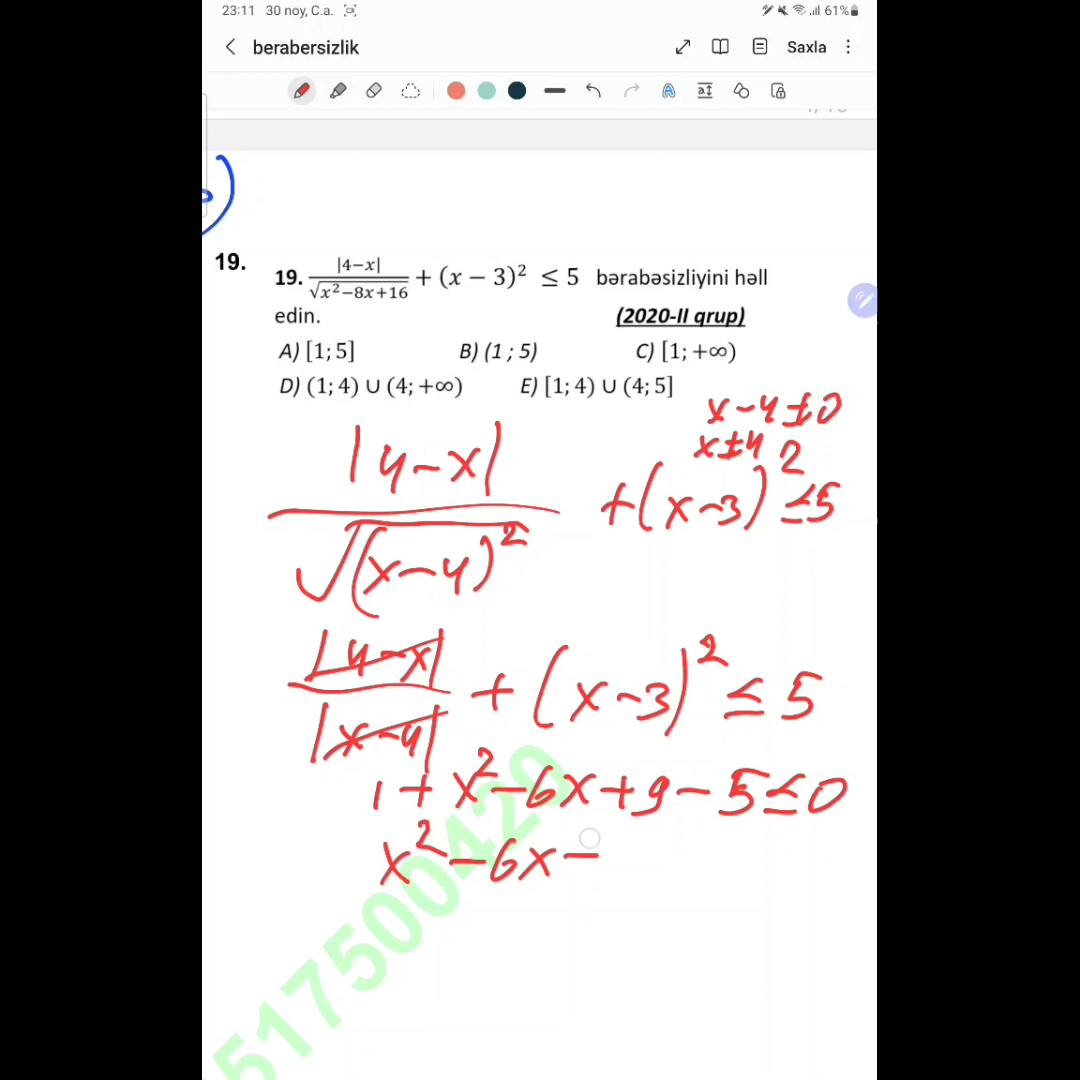 23:11 30 noy, C.a. 61%
berabersizlik Saxla
19.
19. |4−x|/√x²−8x+16 + (x − 3)² ≤ 5 bərabəsizliyini həll
edin. (2020-II qrup)
A) [1; 5] B) (1 ; 5) C) [1; +∞)
D) (1; 4) ∪ (4; +∞) E) [1; 4) ∪ (4; 5]
x−4≠0
x≠4
|4−x|/√(x−4)² +(x−3)² ≤5
|4−x|/|x−4| + (x−3)² ≤ 5
1+ x²−6x+9−5≤0
x²−6x−
517500420